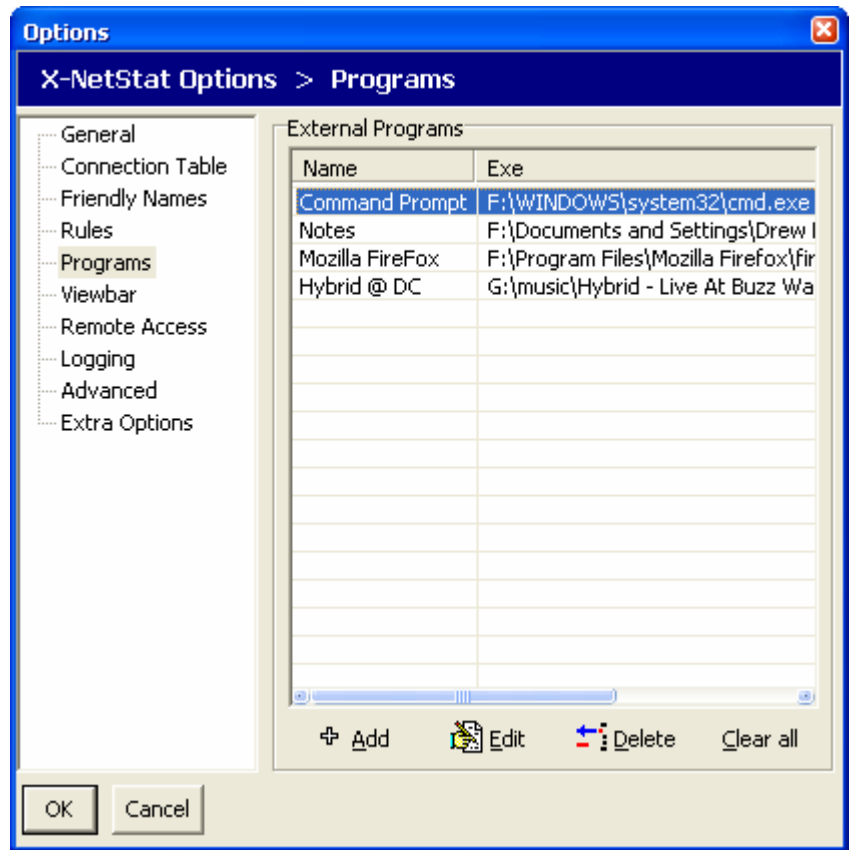 Options
X-NetStat Options > Programs
General
Connection Table
Friendly Names
Rules
Programs
Viewbar
Remote Access
Logging
Advanced
Extra Options
External Programs
Name Exe
Command Prompt F:\WINDOWS\system32\cmd.exe
Notes F:\Documents and Settings\Drew
Mozilla FireFox F:\Program Files\Mozilla Firefox\fir
Hybrid @ DC G:\music\Hybrid - Live At Buzz Wa
Add Edit Delete Clear all
OK Cancel